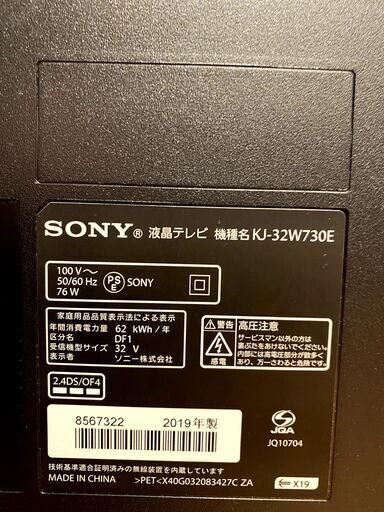 SONY® 液晶テレビ 機種名 KJ-32W730E
100 V～
50/60 Hz
76 W
PS
E
SONY
家庭用品品質表示法による表示
年間消費電力量 62 kWh/年
区分名 DF1
受信機型サイズ 32 V
表示者 ソニー株式会社
警告
感電
高圧注意
サービスマン以外の方は
裏ぶたをあけないでください。
内部には高電圧部分が数多く
あり、万一さわると危険です。
2.4DS/OF4
8567322 2019年製
JQA
JQ10704
技術基準適合証明済みの無線装置を内蔵しています
MADE IN CHINA >PET<X40G032083427C ZA
X19